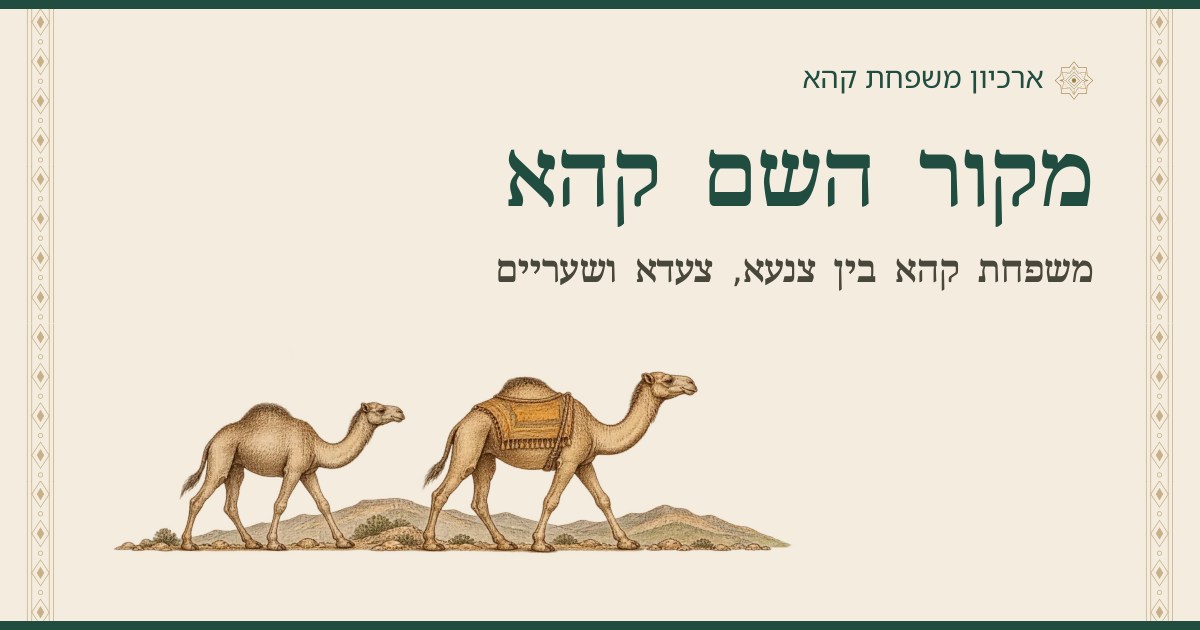 ארכיון משפחת קהא
מקור השם קהא
משפחת קהא בין צנעא, צעדא ושעריים